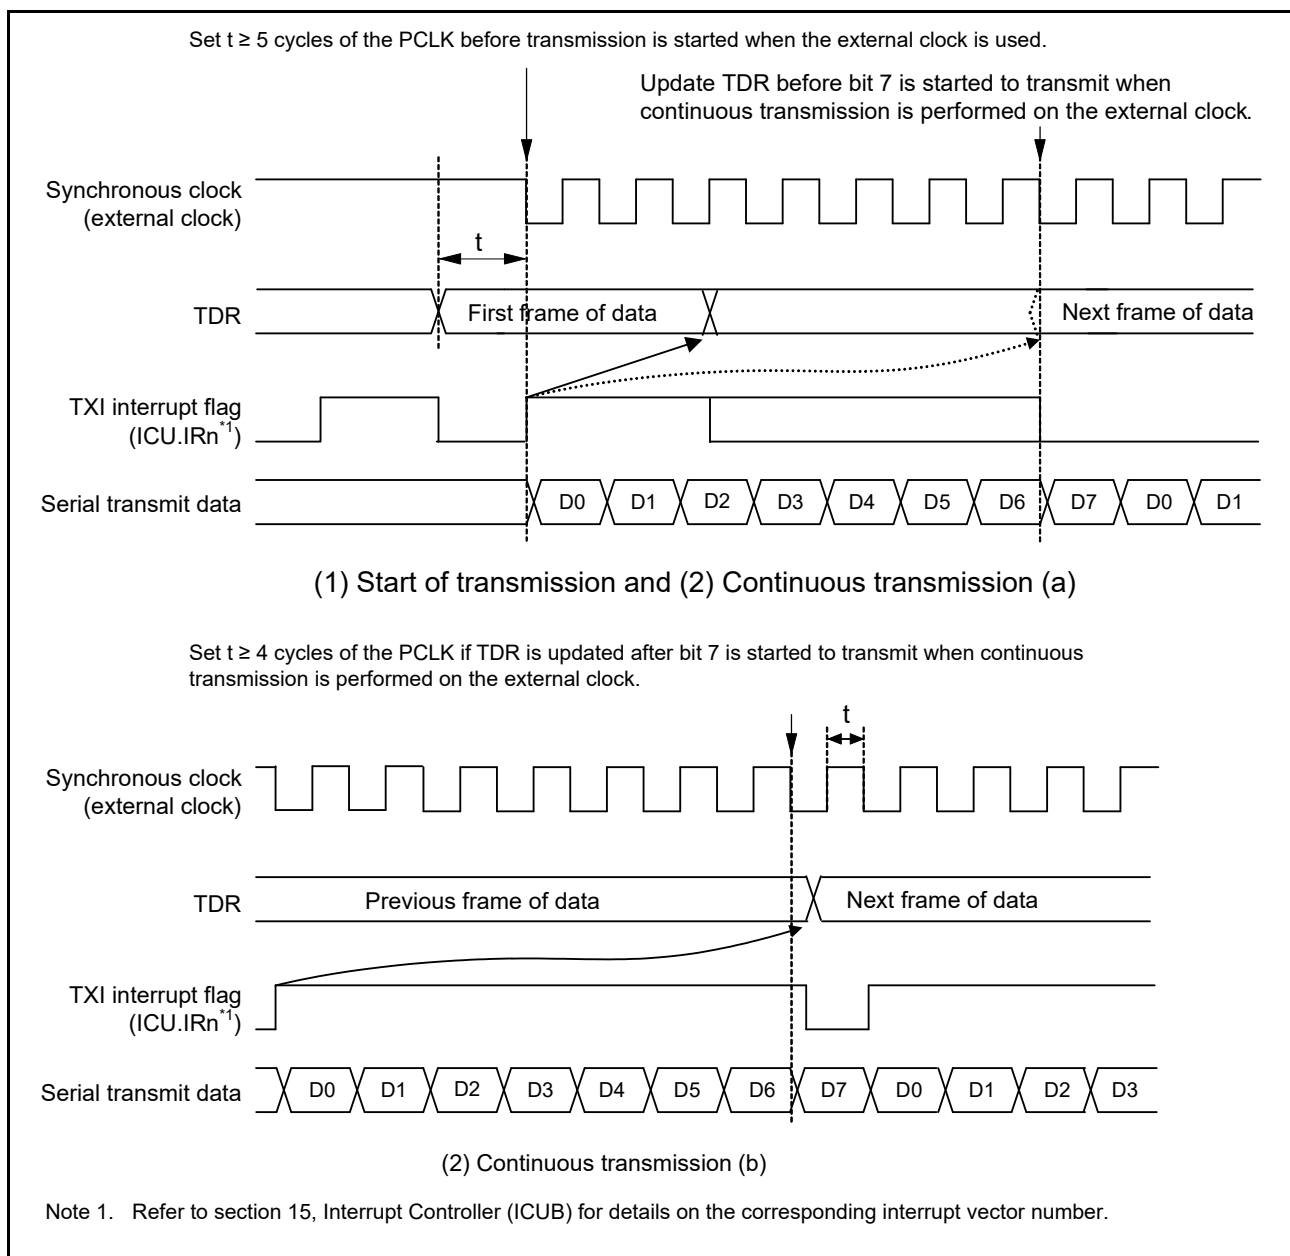 Set t ≥ 5 cycles of the PCLK before transmission is started when the external clock is used.
Update TDR before bit 7 is started to transmit when
continuous transmission is performed on the external clock.
Synchronous clock
(external clock)
t
TDR
First frame of data
Next frame of data
TXI interrupt flag
(ICU.IRn*1)
Serial transmit data
D0 D1 D2 D3 D4 D5 D6 D7 D0 D1
(1) Start of transmission and (2) Continuous transmission (a)
Set t ≥ 4 cycles of the PCLK if TDR is updated after bit 7 is started to transmit when continuous
transmission is performed on the external clock.
t
Synchronous clock
(external clock)
TDR
Previous frame of data
Next frame of data
TXI interrupt flag
(ICU.IRn*1)
Serial transmit data
D0 D1 D2 D3 D4 D5 D6 D7 D0 D1 D2 D3
(2) Continuous transmission (b)
Note 1. Refer to section 15, Interrupt Controller (ICUB) for details on the corresponding interrupt vector number.